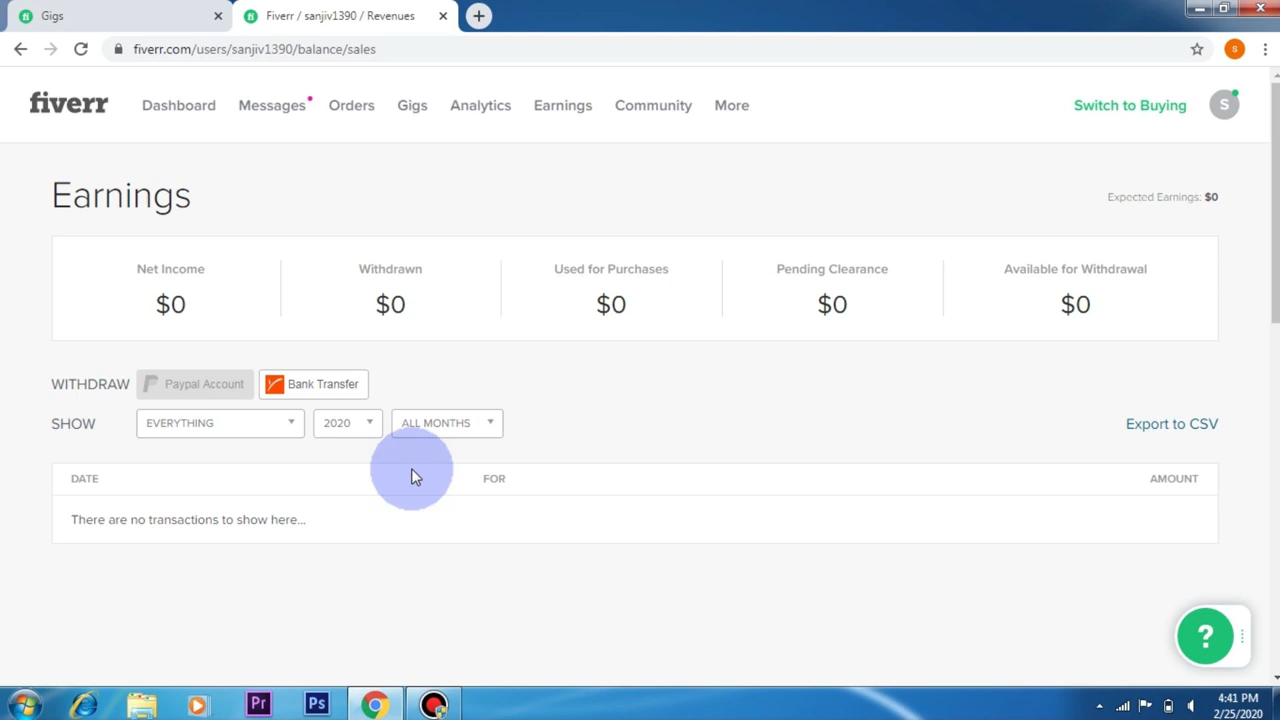 Gigs
Fiverr / sanjiv1390 / Revenues
fiverr.com/users/sanjiv1390/balance/sales
S
fiverr
Dashboard Messages Orders Gigs Analytics Earnings Community More
Switch to Buying
S
Earnings
Expected Earnings: $0
Net Income Withdrawn Used for Purchases Pending Clearance Available for Withdrawal
$0 $0 $0 $0 $0
WITHDRAW Paypal Account Bank Transfer
SHOW EVERYTHING 2020 ALL MONTHS Export to CSV
DATE FOR AMOUNT
There are no transactions to show here...
?
Pr Ps
4:41 PM
2/25/2020